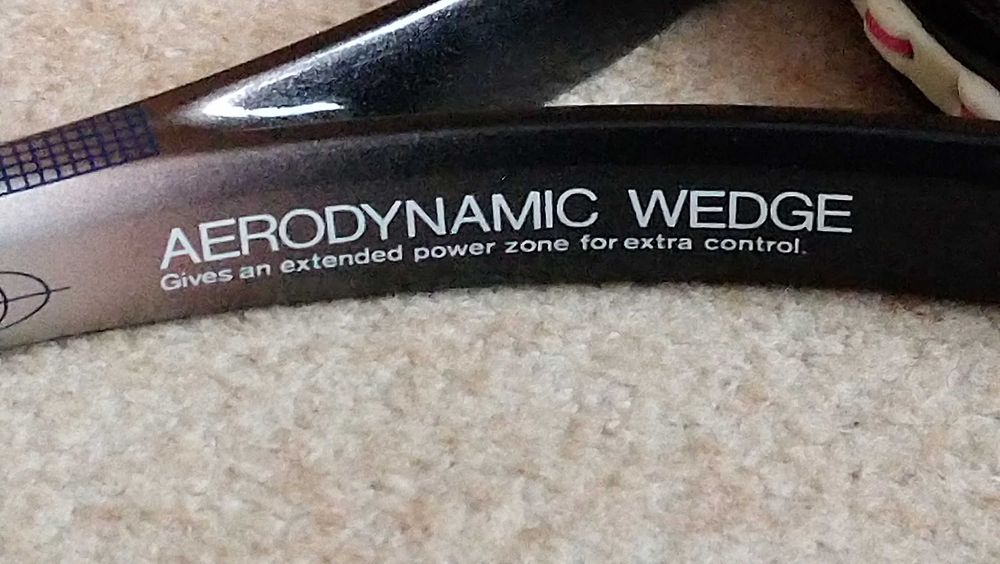 AERODYNAMIC WEDGE
Gives an extended power zone for extra control.